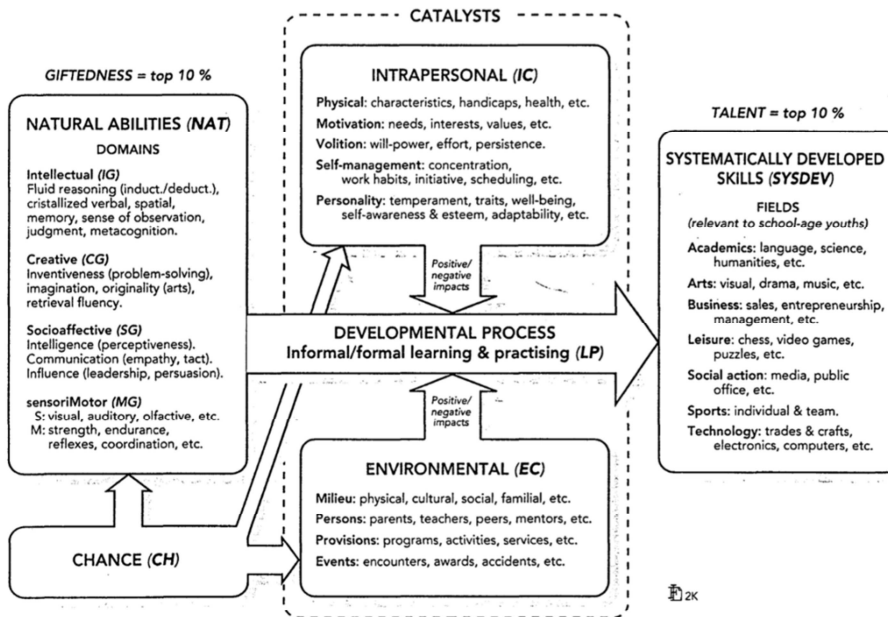 CATALYSTS
GIFTEDNESS = top 10 %
NATURAL ABILITIES (NAT)
DOMAINS
Intellectual (IG)
Fluid reasoning (induct./deduct.),
cristallized verbal, spatial,
memory, sense of observation,
judgment, metacognition.
Creative (CG)
Inventiveness (problem-solving),
imagination, originality (arts),
retrieval fluency.
Socioaffective (SG)
Intelligence (perceptiveness).
Communication (empathy, tact).
Influence (leadership, persuasion).
sensoriMotor (MG)
S: visual, auditory, olfactive, etc.
M: strength, endurance,
reflexes, coordination, etc.
CHANCE (CH)
INTRAPERSONAL (IC)
Physical: characteristics, handicaps, health, etc.
Motivation: needs, interests, values, etc.
Volition: will-power, effort, persistence.
Self-management: concentration,
work habits, initiative, scheduling, etc.
Personality: temperament, traits, well-being,
self-awareness & esteem, adaptability, etc.
Positive/
negative
impacts
DEVELOPMENTAL PROCESS
Informal/formal learning & practising (LP)
Positive/
negative
impacts
ENVIRONMENTAL (EC)
Milieu: physical, cultural, social, familial, etc.
Persons: parents, teachers, peers, mentors, etc.
Provisions: programs, activities, services, etc.
Events: encounters, awards, accidents, etc.
TALENT = top 10 %
SYSTEMATICALLY DEVELOPED
SKILLS (SYSDEV)
FIELDS
(relevant to school-age youths)
Academics: language, science,
humanities, etc.
Arts: visual, drama, music, etc.
Business: sales, entrepreneurship,
management, etc.
Leisure: chess, video games,
puzzles, etc.
Social action: media, public
office, etc.
Sports: individual & team.
Technology: trades & crafts,
electronics, computers, etc.
2K